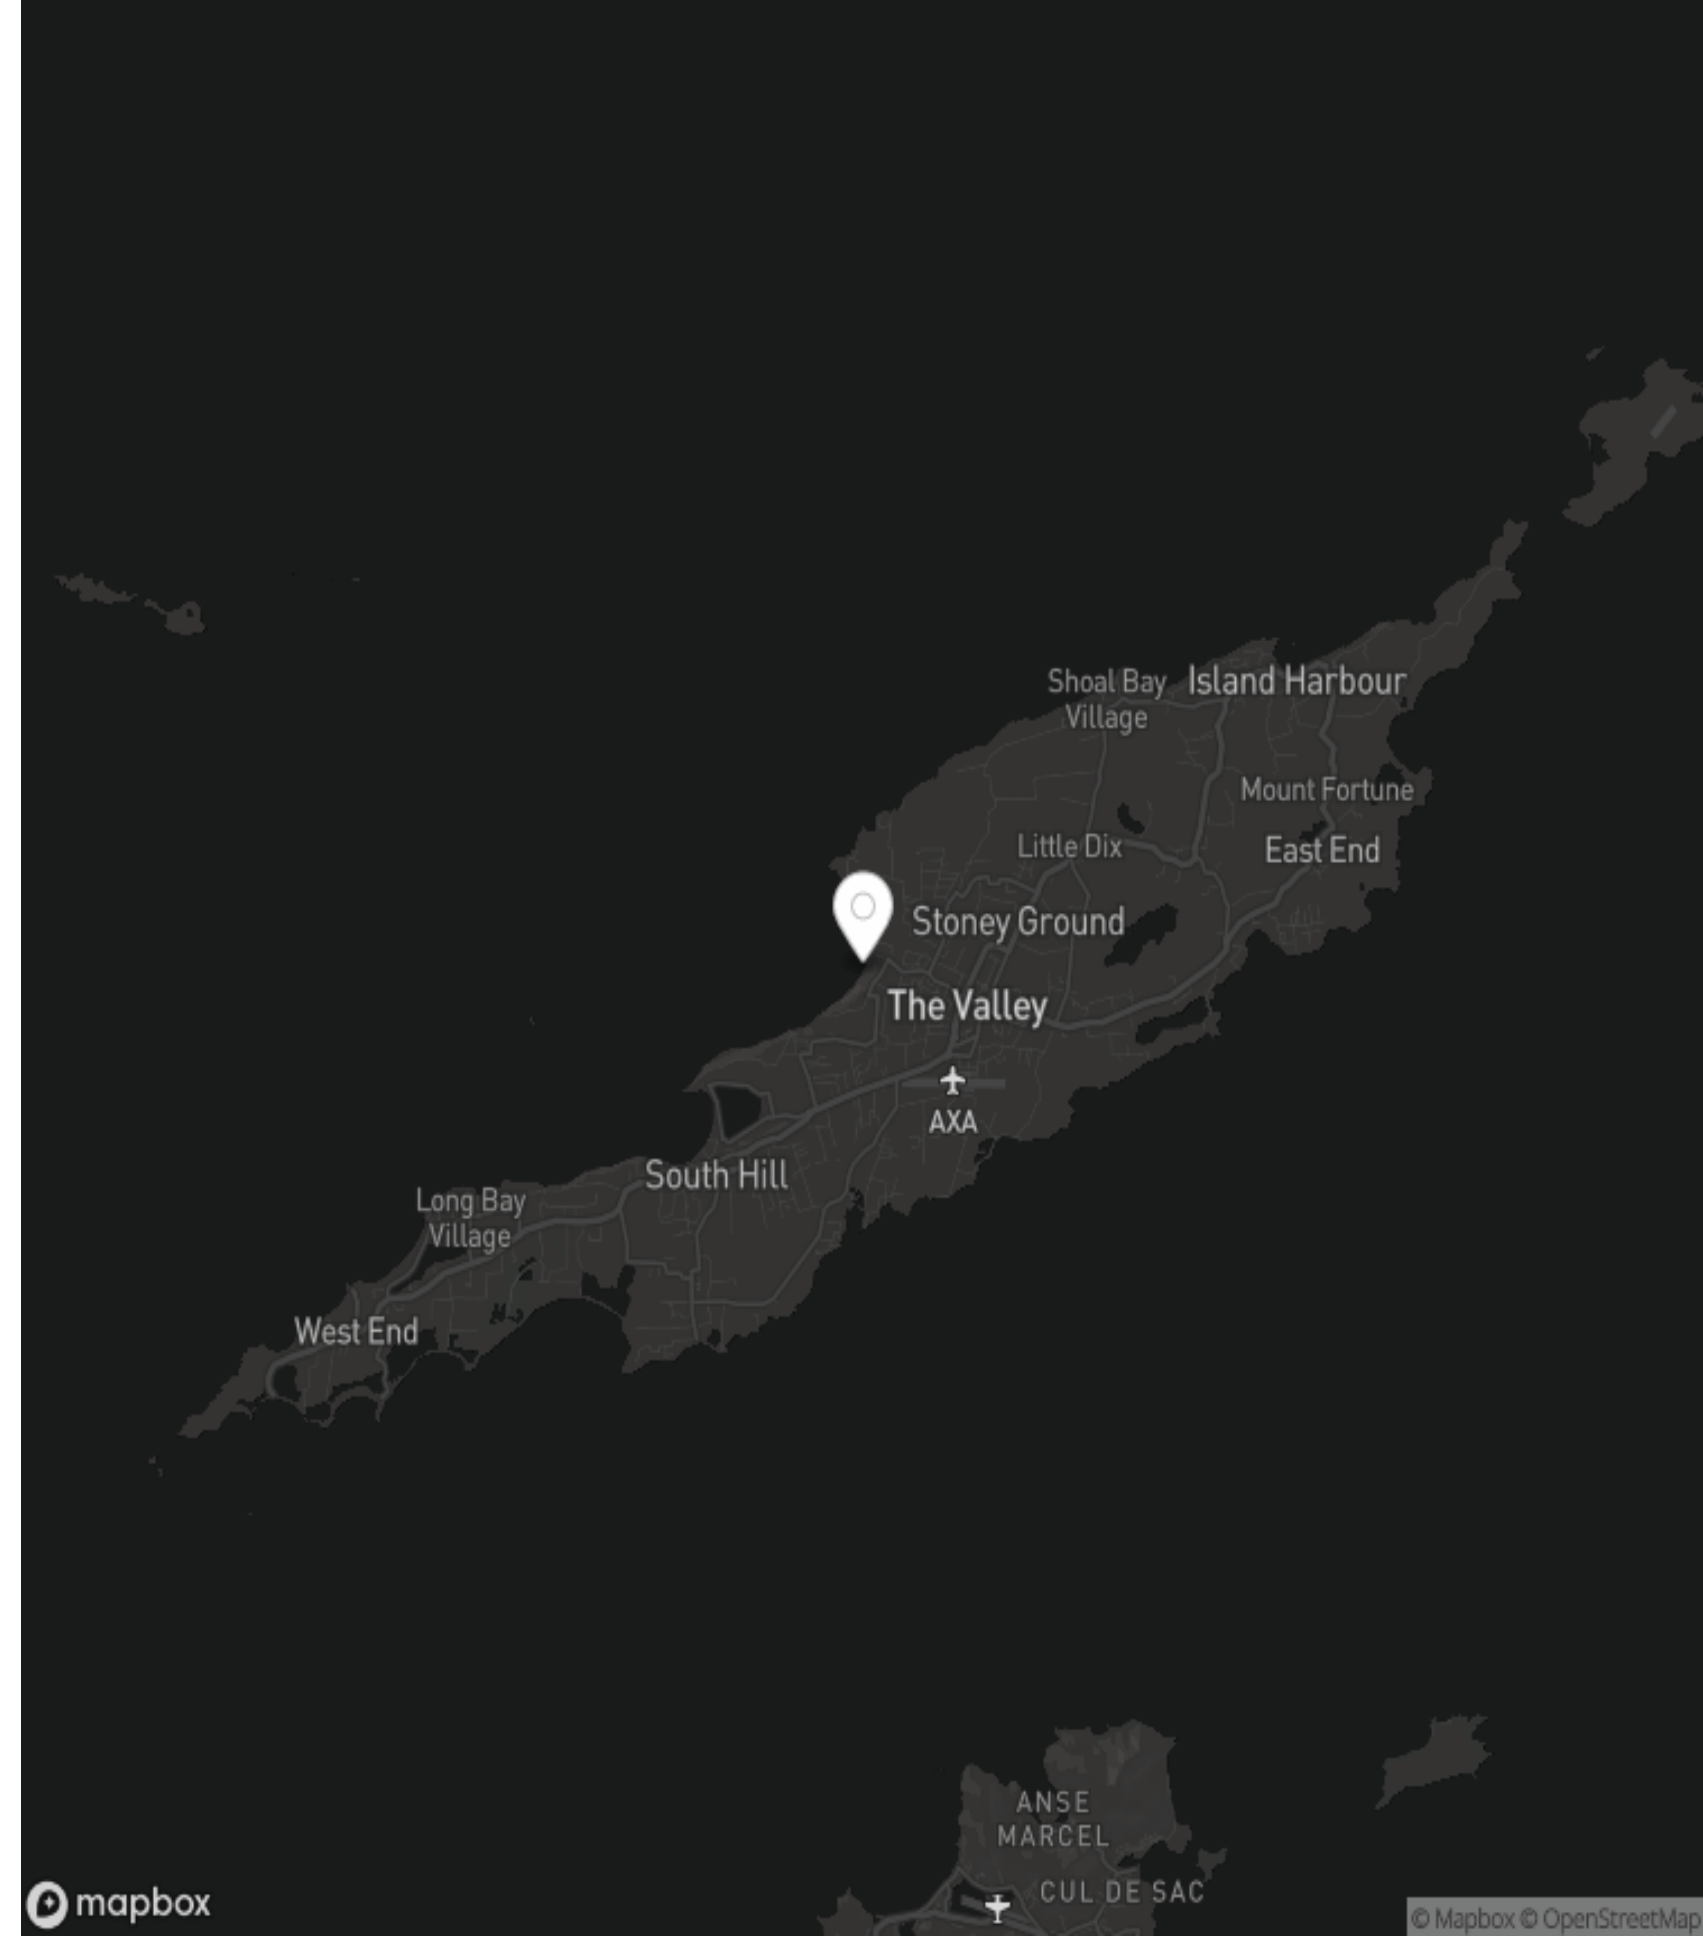 Shoal Bay
Village
Island Harbour
Mount Fortune
Little Dix
East End
Stoney Ground
The Valley
AXA
South Hill
Long Bay
Village
West End
ANSE
MARCEL
CUL DE SAC
mapbox
© Mapbox © OpenStreetMap